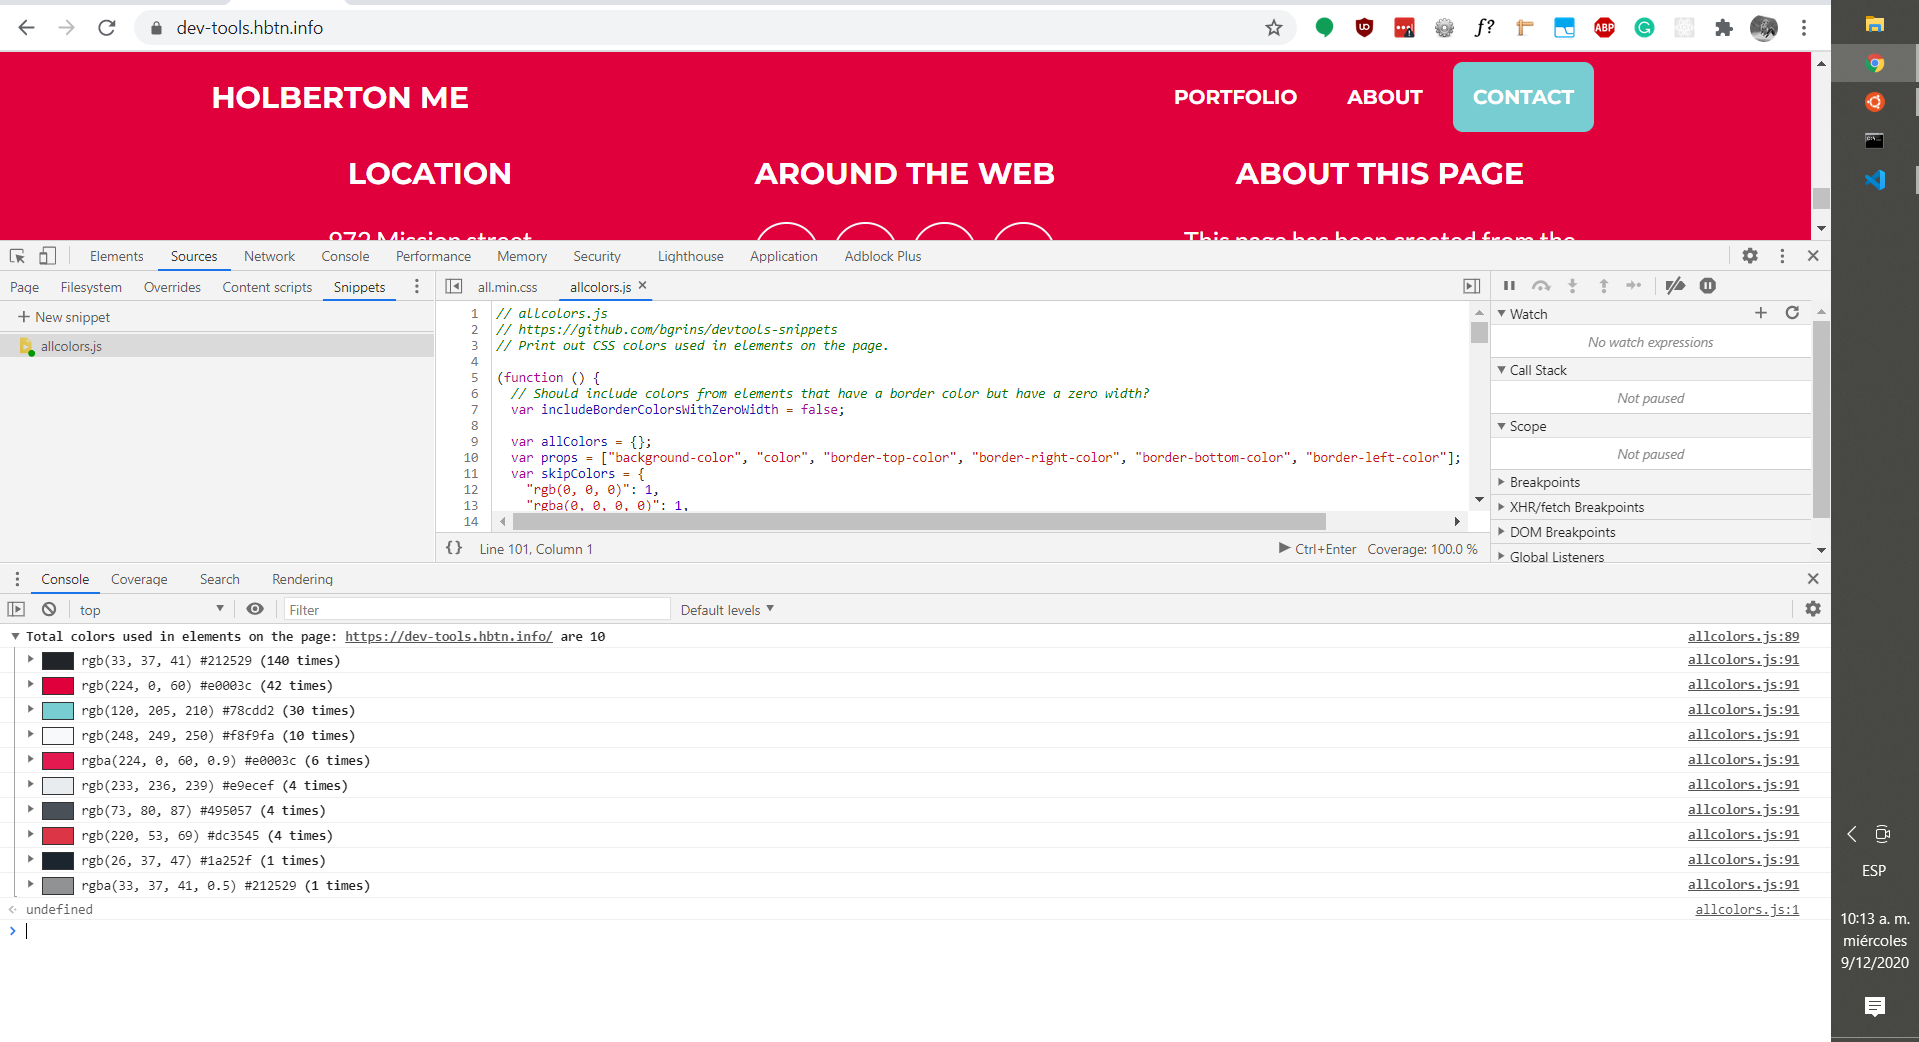 dev-tools.hbtn.info
HOLBERTON ME
PORTFOLIO
ABOUT
CONTACT
LOCATION
AROUND THE WEB
ABOUT THIS PAGE
972 Mission street
This page has been created from the
Elements Sources Network Console Performance Memory Security Lighthouse Application Adblock Plus
Page Filesystem Overrides Content scripts Snippets
New snippet
allcolors.js
all.min.css allcolors.js
1 // allcolors.js
2 // https://github.com/bgrins/devtools-snippets
3 // Print out CSS colors used in elements on the page.
4
5 (function () {
6 // Should include colors from elements that have a border color but have a zero width?
7 var includeBorderColorsWithZeroWidth = false;
8
9 var allColors = {};
10 var props = ["background-color", "color", "border-top-color", "border-right-color", "border-bottom-color", "border-left-color"];
11 var skipColors = {
12 "rgb(0, 0, 0)": 1,
13 "rgba(0, 0, 0, 0)": 1,
14
{} Line 101, Column 1
Ctrl+Enter Coverage: 100.0 %
Watch
No watch expressions
Call Stack
Not paused
Scope
Not paused
Breakpoints
XHR/fetch Breakpoints
DOM Breakpoints
Global Listeners
Console Coverage Search Rendering
top Filter Default levels
Total colors used in elements on the page: https://dev-tools.hbtn.info/ are 10 allcolors.js:89
rgb(33, 37, 41) #212529 (140 times) allcolors.js:91
rgb(224, 0, 60) #e0003c (42 times) allcolors.js:91
rgb(120, 205, 210) #78cdd2 (30 times) allcolors.js:91
rgb(248, 249, 250) #f8f9fa (10 times) allcolors.js:91
rgba(224, 0, 60, 0.9) #e0003c (6 times) allcolors.js:91
rgb(233, 236, 239) #e9ecef (4 times) allcolors.js:91
rgb(73, 80, 87) #495057 (4 times) allcolors.js:91
rgb(220, 53, 69) #dc3545 (4 times) allcolors.js:91
rgb(26, 37, 47) #1a252f (1 times) allcolors.js:91
rgba(33, 37, 41, 0.5) #212529 (1 times) allcolors.js:91
undefined allcolors.js:1
f?
ABP
ESP
10:13 a. m.
miércoles
9/12/2020